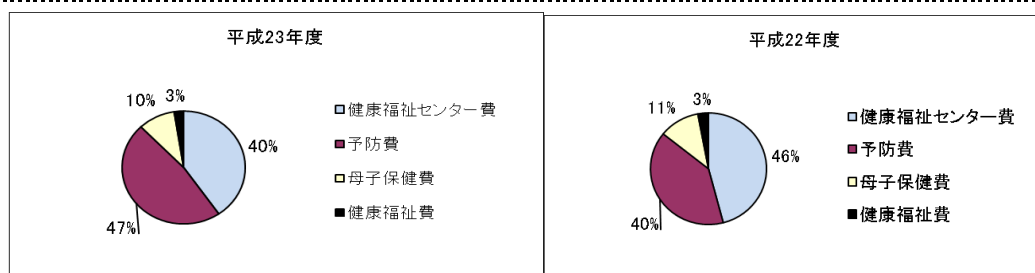 平成23年度
10%
3%
40%
47%
健康福祉センター費
予防費
母子保健費
健康福祉費
平成22年度
11%
3%
46%
40%
健康福祉センター費
予防費
母子保健費
健康福祉費